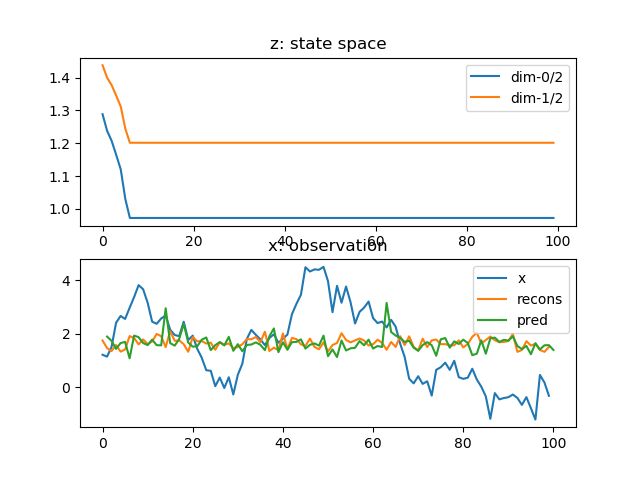 z: state space
1.4
1.3
1.2
1.1
1.0
dim-0/2
dim-1/2
0 20 40 60 80 100
x: observation
4
2
0
x
recons
pred
0 20 40 60 80 100